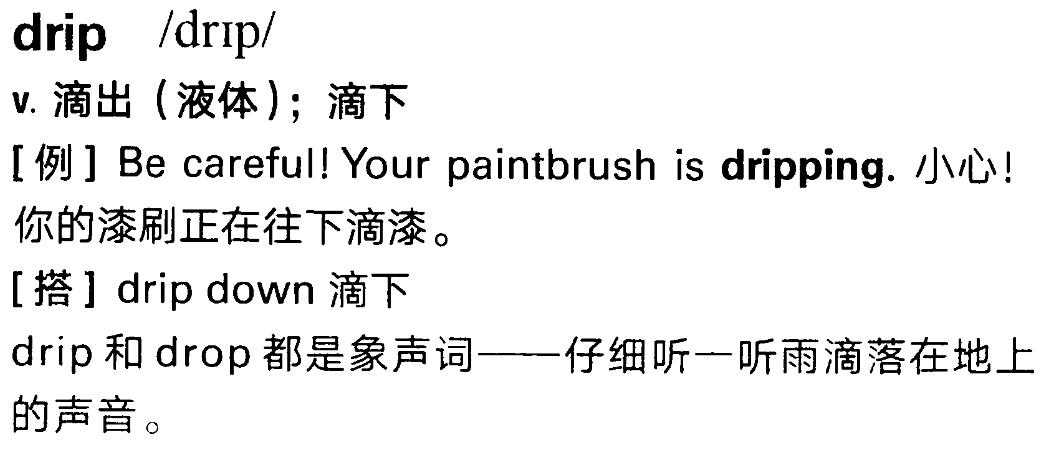 drip /drɪp/
v. 滴出（液体）；滴下
［例］Be careful! Your paintbrush is dripping. 小心！
你的漆刷正在往下滴漆。
［搭］drip down 滴下
drip 和 drop 都是象声词——仔细听一听雨滴落在地上
的声音。